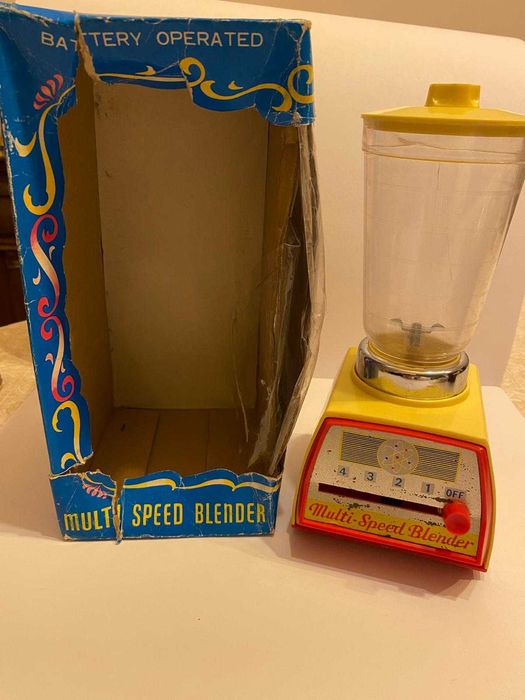 BATTERY OPERATED
MULTI SPEED BLENDER
4 3 2 1 OFF
Multi-Speed Blender